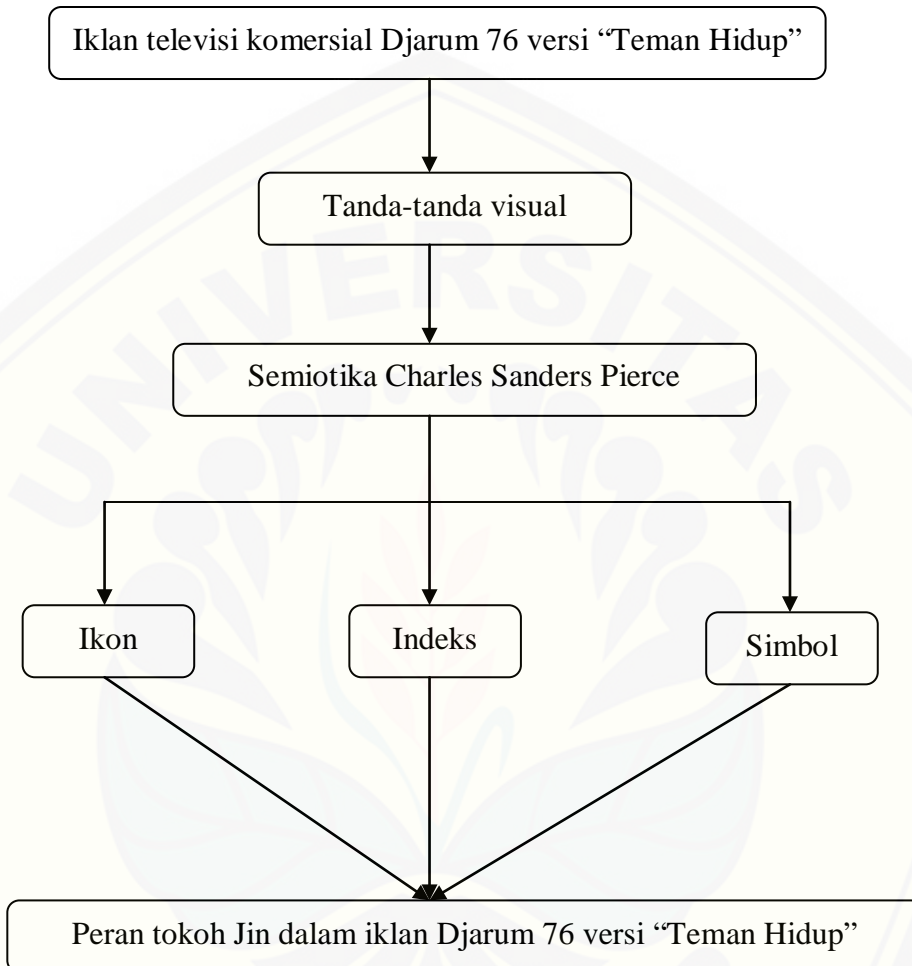 Iklan televisi komersial Djarum 76 versi “Teman Hidup”
Tanda-tanda visual
UNIVERSITAS
Semiotika Charles Sanders Pierce
Ikon
Indeks
Simbol
Peran tokoh Jin dalam iklan Djarum 76 versi “Teman Hidup”